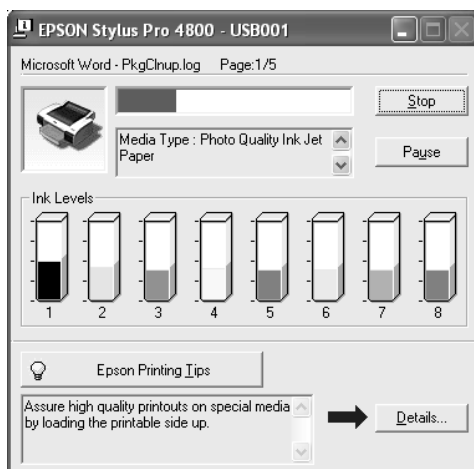 EPSON Stylus Pro 4800 - USB001
Microsoft Word - PkgClnup.log Page:1/5
Stop
Media Type : Photo Quality Ink Jet
Paper
Pause
Ink Levels
1 2 3 4 5 6 7 8
Epson Printing Tips
Assure high quality printouts on special media
by loading the printable side up.
Details...